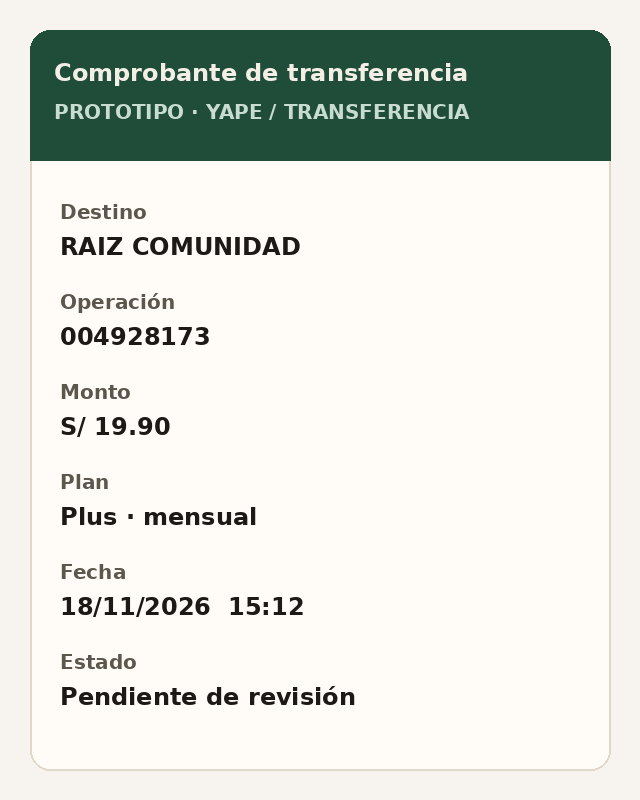 Comprobante de transferencia
PROTOTIPO · YAPE / TRANSFERENCIA
Destino
RAIZ COMUNIDAD
Operación
004928173
Monto
S/ 19.90
Plan
Plus · mensual
Fecha
18/11/2026  15:12
Estado
Pendiente de revisión